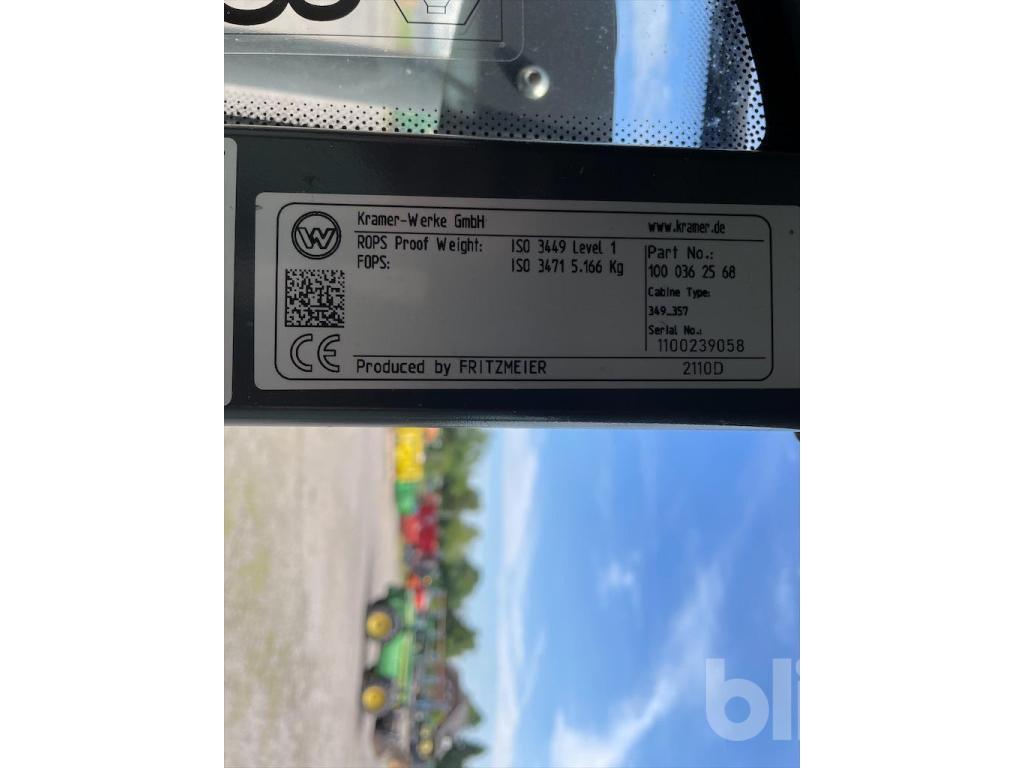 W
Kramer-Werke GmbH
www.kramer.de
ROPS Proof Weight: ISO 3449 Level 1
FOPS: ISO 3471 5.166 Kg
Part No.:
100 036 25 68
Cabine Type:
349_357
Serial No.:
1100239058
CE
Produced by FRITZMEIER
2110D
bli